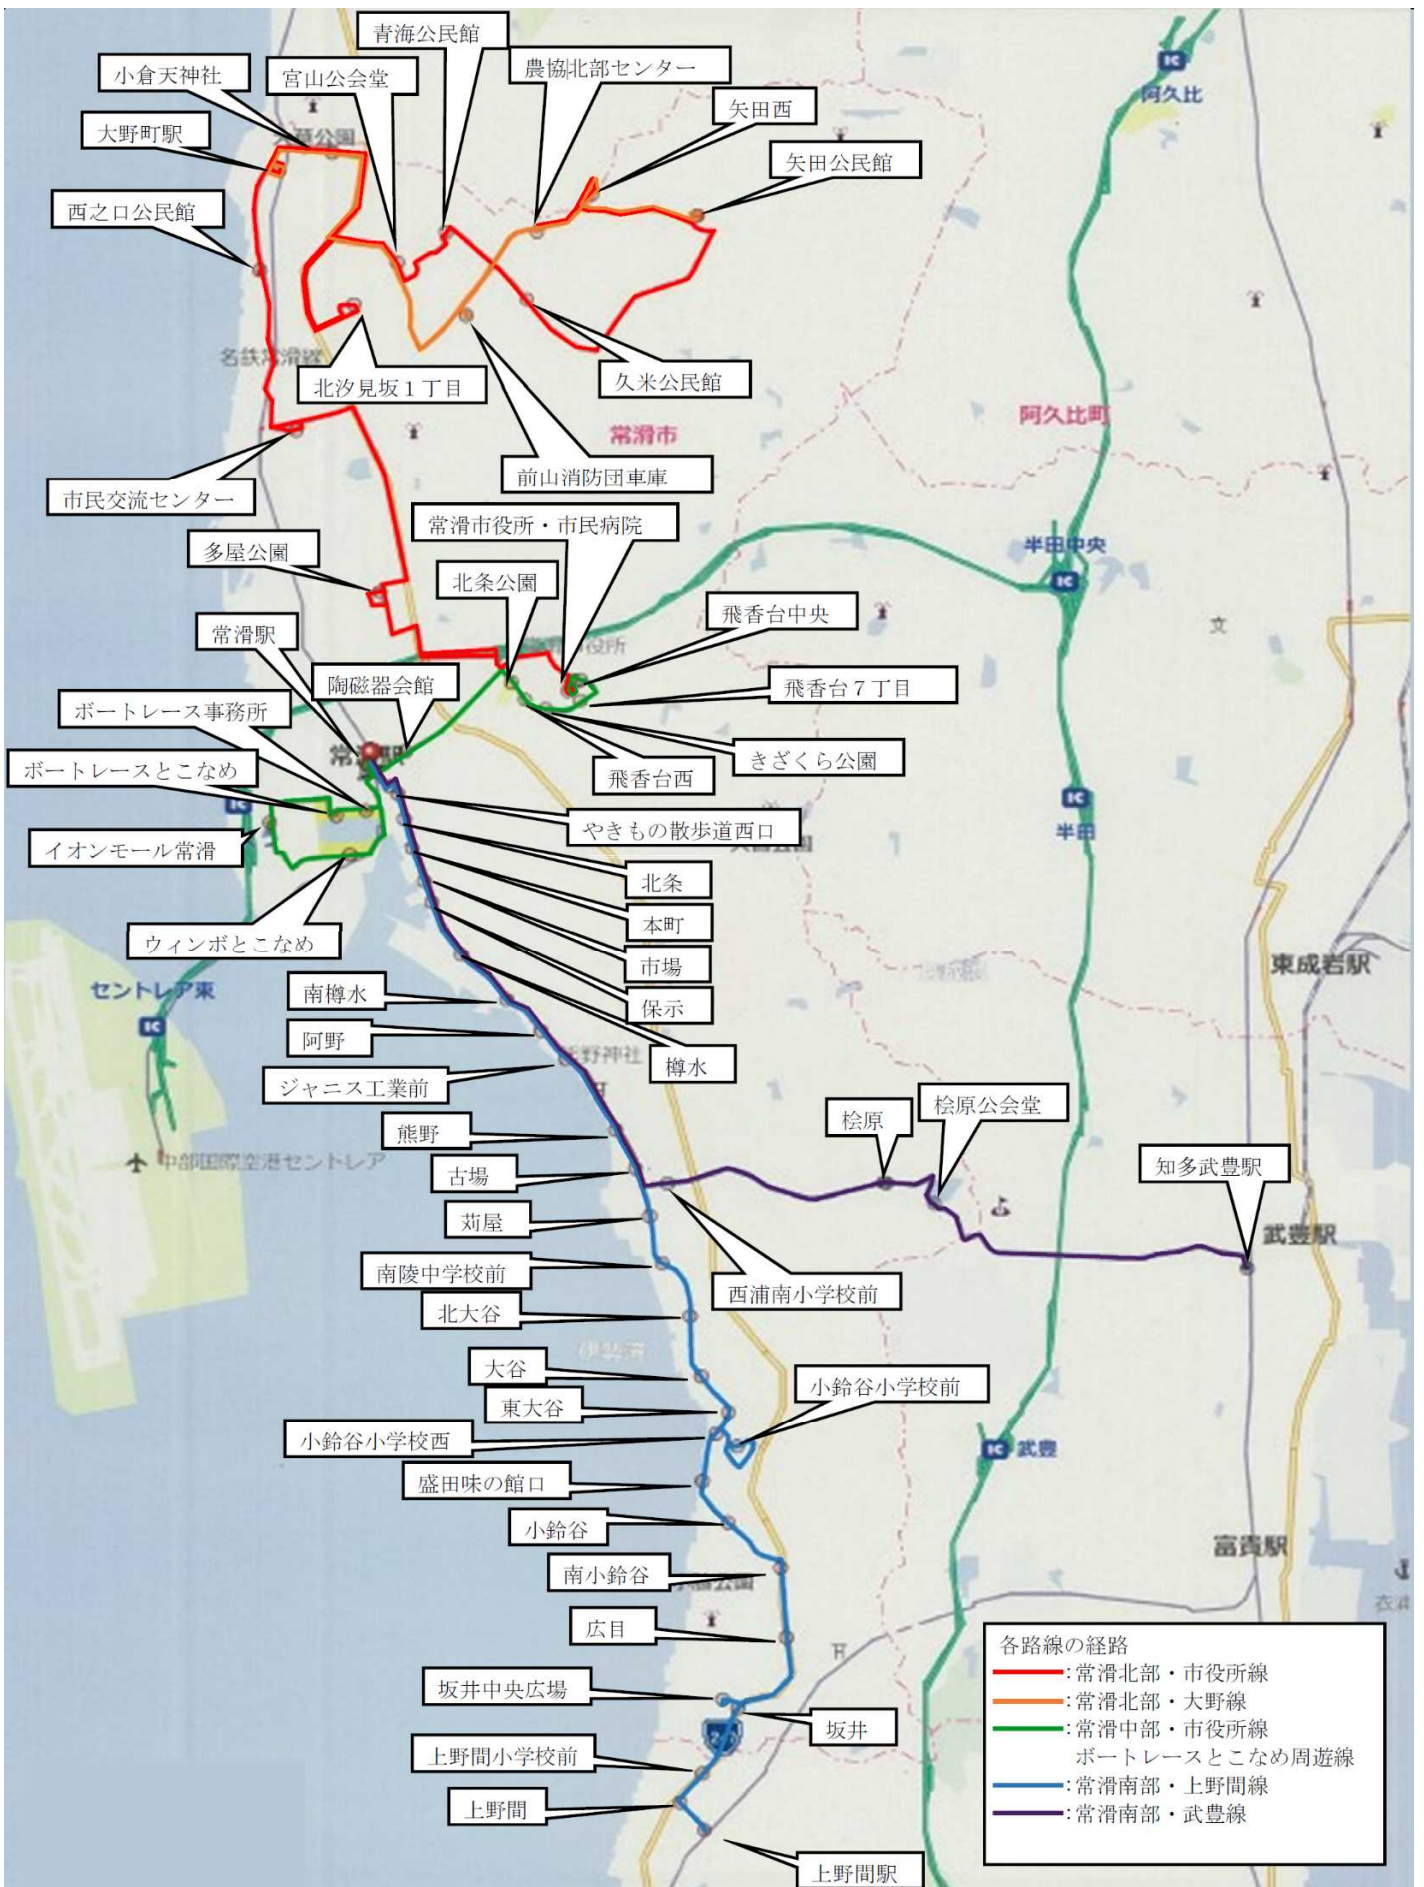 青海公民館
小倉天神社
宮山公会堂
農協北部センター
矢田西
阿久比
大野町駅
矢田公民館
西之口公民館
名鉄常滑線
北汐見坂１丁目
久米公民館
阿久比町
常滑市
前山消防団車庫
市民交流センター
常滑市役所・市民病院
半田中央
多屋公園
北条公園
飛香台中央
文
常滑駅
陶磁器会館
飛香台７丁目
ボートレース事務所
きざくら公園
ボートレースとこなめ
飛香台西
やきもの散歩道西口
半田
イオンモール常滑
北条
本町
ウィンボとこなめ
市場
東成岩駅
セントレア東
南樽水
保示
阿野
樽水
ジャニス工業前
桧原
桧原公会堂
熊野
中部国際空港セントレア
知多武豊駅
古場
苅屋
武豊駅
南陵中学校前
西浦南小学校前
北大谷
大谷
小鈴谷小学校前
東大谷
小鈴谷小学校西
武豊
盛田味の館口
小鈴谷
富貴駅
南小鈴谷
広目
各路線の経路
:常滑北部・市役所線
坂井中央広場
:常滑北部・大野線
坂井
:常滑中部・市役所線
上野間小学校前
ボートレースとこなめ周遊線
:常滑南部・上野間線
上野間
:常滑南部・武豊線
上野間駅